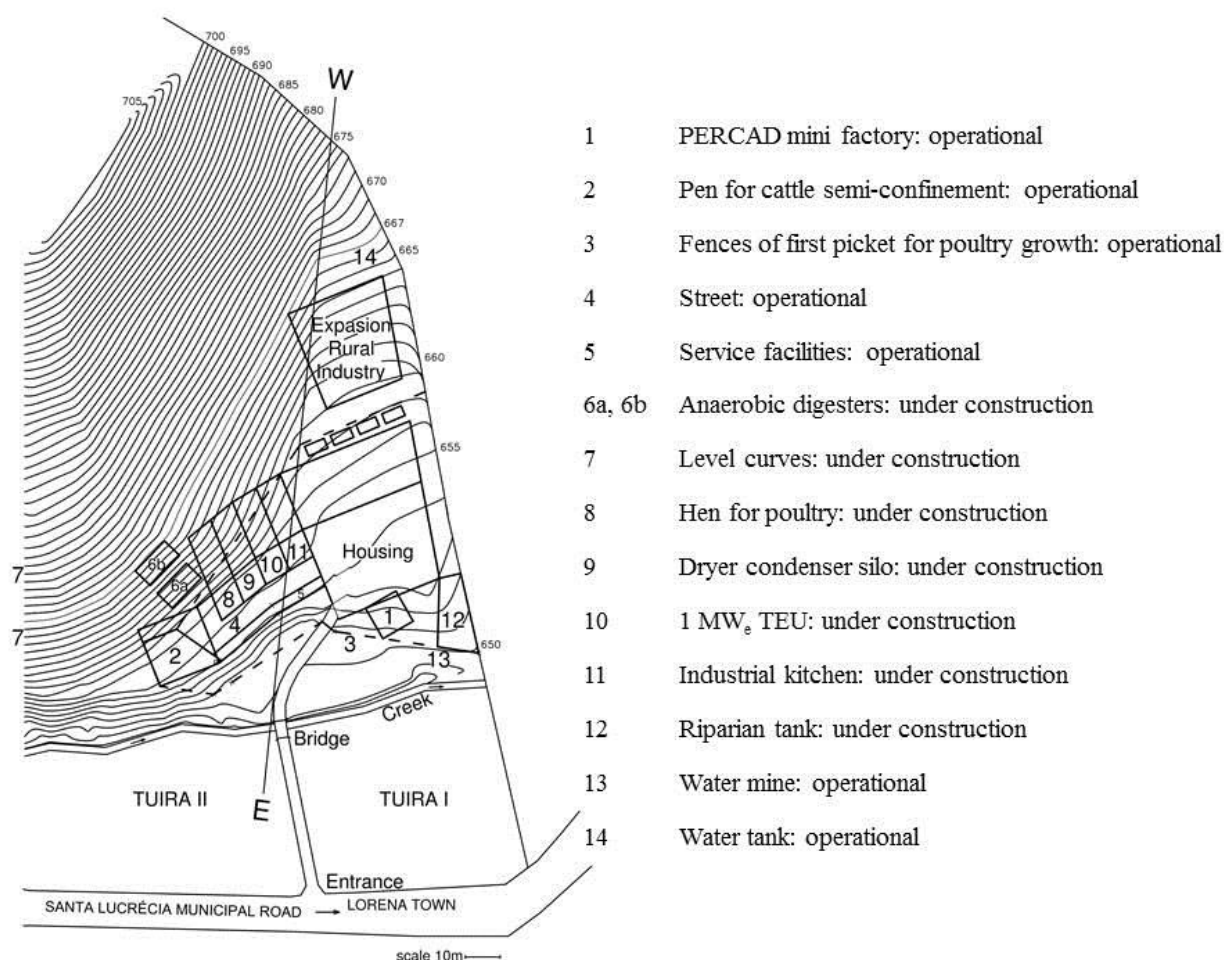 700
695
690
685
680
675
670
667
665
660
655
650
705
W
14
Expasion
Rural
Industry
6b
6a
7
7
11
10
9
8
Housing
5
4
1
12
2
3
13
Creek
Bridge
TUIRA II
TUIRA I
E
Entrance
SANTA LUCRÉCIA MUNICIPAL ROAD → LORENA TOWN
scale 10m
1 PERCAD mini factory: operational
2 Pen for cattle semi-confinement: operational
3 Fences of first picket for poultry growth: operational
4 Street: operational
5 Service facilities: operational
6a, 6b Anaerobic digesters: under construction
7 Level curves: under construction
8 Hen for poultry: under construction
9 Dryer condenser silo: under construction
10 1 MWe TEU: under construction
11 Industrial kitchen: under construction
12 Riparian tank: under construction
13 Water mine: operational
14 Water tank: operational